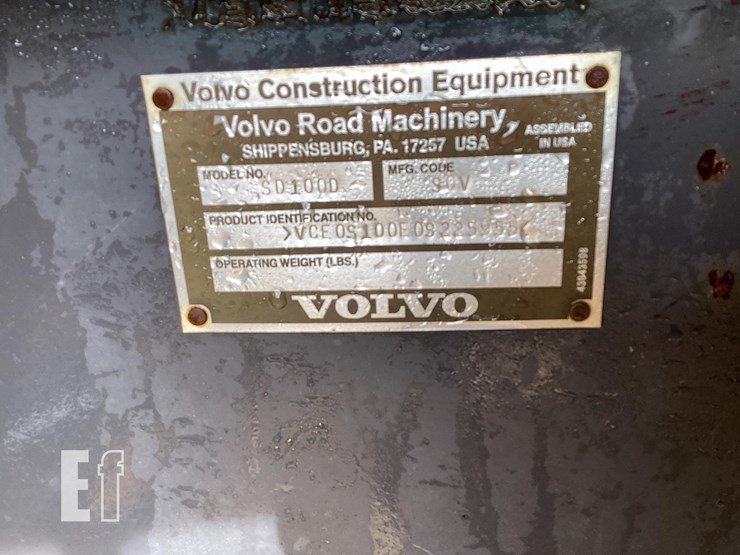 Volvo Construction Equipment
Volvo Road Machinery,
ASSEMBLED
IN USA
SHIPPENSBURG, PA. 17257 USA
MODEL NO.
SD100D
MFG. CODE
PRODUCT IDENTIFICATION NO.
OPERATING WEIGHT (LBS.)
43843598
VOLVO
Ef